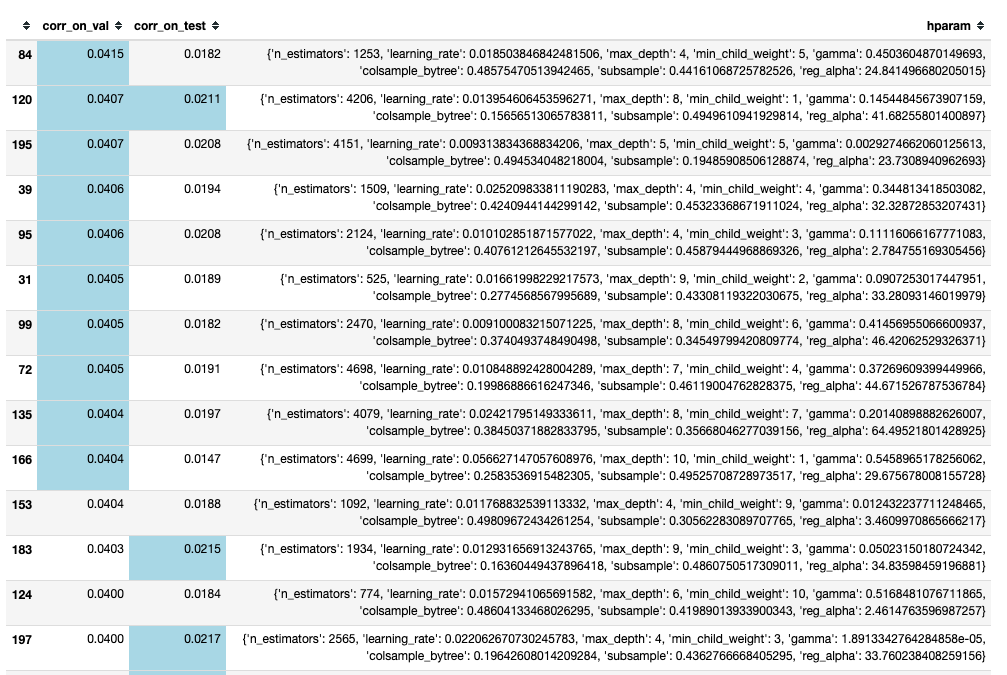 corr_on_val corr_on_test hparam
84 0.0415 0.0182 {'n_estimators': 1253, 'learning_rate': 0.018503846842481506, 'max_depth': 4, 'min_child_weight': 5, 'gamma': 0.4503604870149693,
'colsample_bytree': 0.48575470513942465, 'subsample': 0.44161068725782526, 'reg_alpha': 24.841496680205015}
120 0.0407 0.0211 {'n_estimators': 4206, 'learning_rate': 0.013954606453596271, 'max_depth': 8, 'min_child_weight': 1, 'gamma': 0.14544845673907159,
'colsample_bytree': 0.15656513065783811, 'subsample': 0.4949610941929814, 'reg_alpha': 41.68255801400897}
195 0.0407 0.0208 {'n_estimators': 4151, 'learning_rate': 0.009313834368834206, 'max_depth': 5, 'min_child_weight': 5, 'gamma': 0.0029274662060125613,
'colsample_bytree': 0.494534048218004, 'subsample': 0.19485908506128874, 'reg_alpha': 23.7308940962693}
39 0.0406 0.0194 {'n_estimators': 1509, 'learning_rate': 0.025209833811190283, 'max_depth': 4, 'min_child_weight': 4, 'gamma': 0.344813418503082,
'colsample_bytree': 0.4240944144299142, 'subsample': 0.45323368671911024, 'reg_alpha': 32.32872853207431}
95 0.0406 0.0208 {'n_estimators': 2124, 'learning_rate': 0.010102851871577022, 'max_depth': 4, 'min_child_weight': 3, 'gamma': 0.11116066167771083,
'colsample_bytree': 0.40761212645532197, 'subsample': 0.45879444968869326, 'reg_alpha': 2.784755169305456}
31 0.0405 0.0189 {'n_estimators': 525, 'learning_rate': 0.01661998229217573, 'max_depth': 9, 'min_child_weight': 2, 'gamma': 0.0907253017447951,
'colsample_bytree': 0.2774568567995689, 'subsample': 0.43308119322030675, 'reg_alpha': 33.28093146019979}
99 0.0405 0.0182 {'n_estimators': 2470, 'learning_rate': 0.009100083215071225, 'max_depth': 8, 'min_child_weight': 6, 'gamma': 0.41456955066600937,
'colsample_bytree': 0.3740493748490498, 'subsample': 0.34549799420809774, 'reg_alpha': 46.42062529326371}
72 0.0405 0.0191 {'n_estimators': 4698, 'learning_rate': 0.010848892428004289, 'max_depth': 7, 'min_child_weight': 4, 'gamma': 0.37269609399449966,
'colsample_bytree': 0.19986886616247346, 'subsample': 0.46119004762828375, 'reg_alpha': 44.671526787536784}
135 0.0404 0.0197 {'n_estimators': 4079, 'learning_rate': 0.02421795149333611, 'max_depth': 8, 'min_child_weight': 7, 'gamma': 0.20140898882626007,
'colsample_bytree': 0.38450371882833795, 'subsample': 0.35668046277039156, 'reg_alpha': 64.49521801428925}
166 0.0404 0.0147 {'n_estimators': 4699, 'learning_rate': 0.056627147057608976, 'max_depth': 10, 'min_child_weight': 1, 'gamma': 0.5458965178256062,
'colsample_bytree': 0.2583536915482305, 'subsample': 0.49525708728973517, 'reg_alpha': 29.675678008155728}
153 0.0404 0.0188 {'n_estimators': 1092, 'learning_rate': 0.01176883253911333​2, 'max_depth': 4, 'min_child_weight': 9, 'gamma': 0.012432237711248465,
'colsample_bytree': 0.49809672434261254, 'subsample': 0.30562283089707765, 'reg_alpha': 3.4609970865666217}
183 0.0403 0.0215 {'n_estimators': 1934, 'learning_rate': 0.012931656913243765, 'max_depth': 9, 'min_child_weight': 3, 'gamma': 0.05023150180724342,
'colsample_bytree': 0.16360449437896418, 'subsample': 0.4860750517309011, 'reg_alpha': 34.83598459196881}
124 0.0400 0.0184 {'n_estimators': 774, 'learning_rate': 0.01572941065691582, 'max_depth': 6, 'min_child_weight': 10, 'gamma': 0.5168481076711865,
'colsample_bytree': 0.48604133468026295, 'subsample': 0.41989013933900343, 'reg_alpha': 2.4614763596987257}
197 0.0400 0.0217 {'n_estimators': 2565, 'learning_rate': 0.022062670730245783, 'max_depth': 4, 'min_child_weight': 3, 'gamma': 1.8913342764284858e-05,
'colsample_bytree': 0.19642608014209284, 'subsample': 0.4362766668405295, 'reg_alpha': 33.760238408259156}